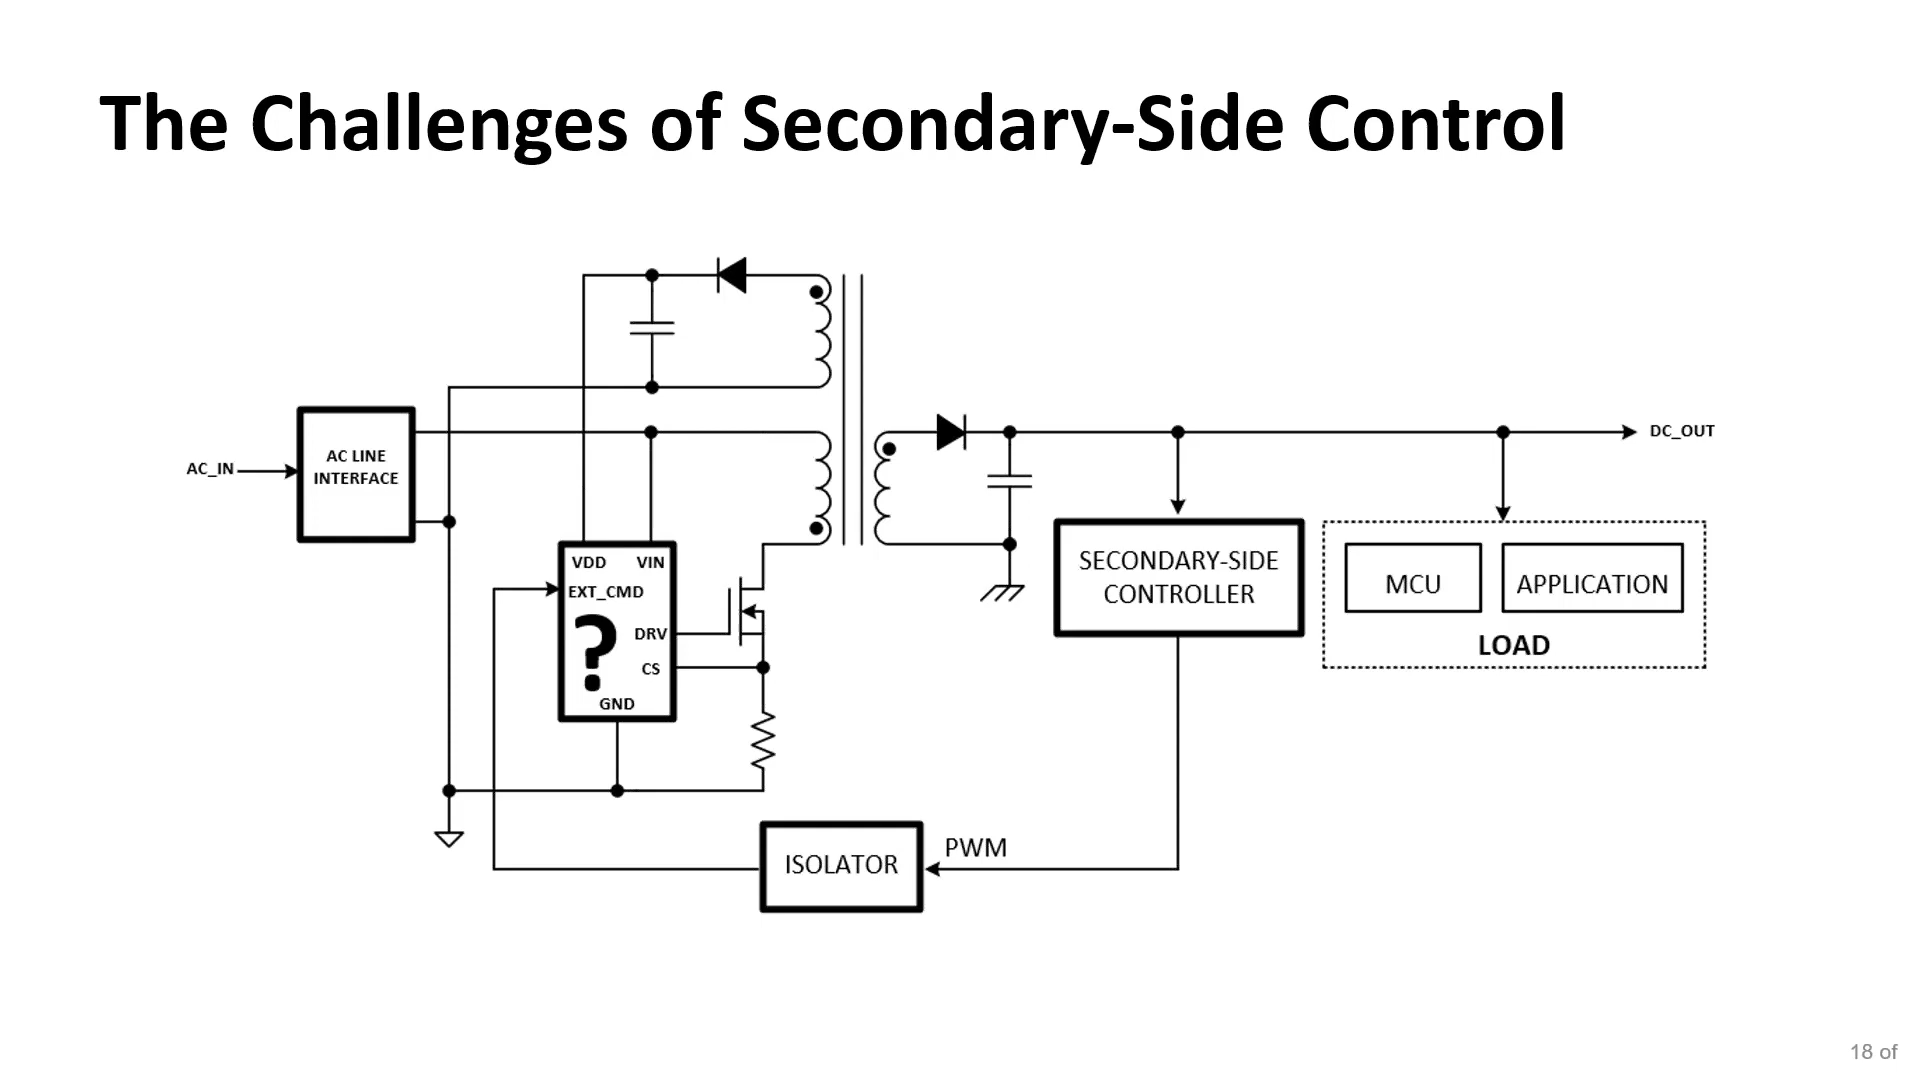 The Challenges of Secondary-Side Control
AC_IN
AC LINE
INTERFACE
VDD VIN
EXT_CMD
?
DRV
CS
GND
DC_OUT
SECONDARY-SIDE
CONTROLLER
MCU
APPLICATION
LOAD
ISOLATOR
PWM
18 of